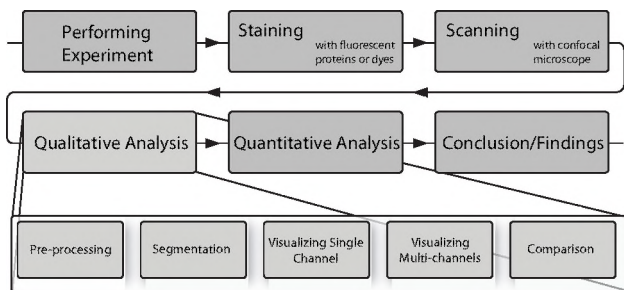 Performing
Experiment
Staining
with fluorescent
proteins or dyes
Scanning
with confocal
microscope
Qualitative Analysis
Quantitative Analysis
Conclusion/Findings
Pre-processing
Segmentation
Visualizing Single
Channel
Visualizing
Multi-channels
Comparison